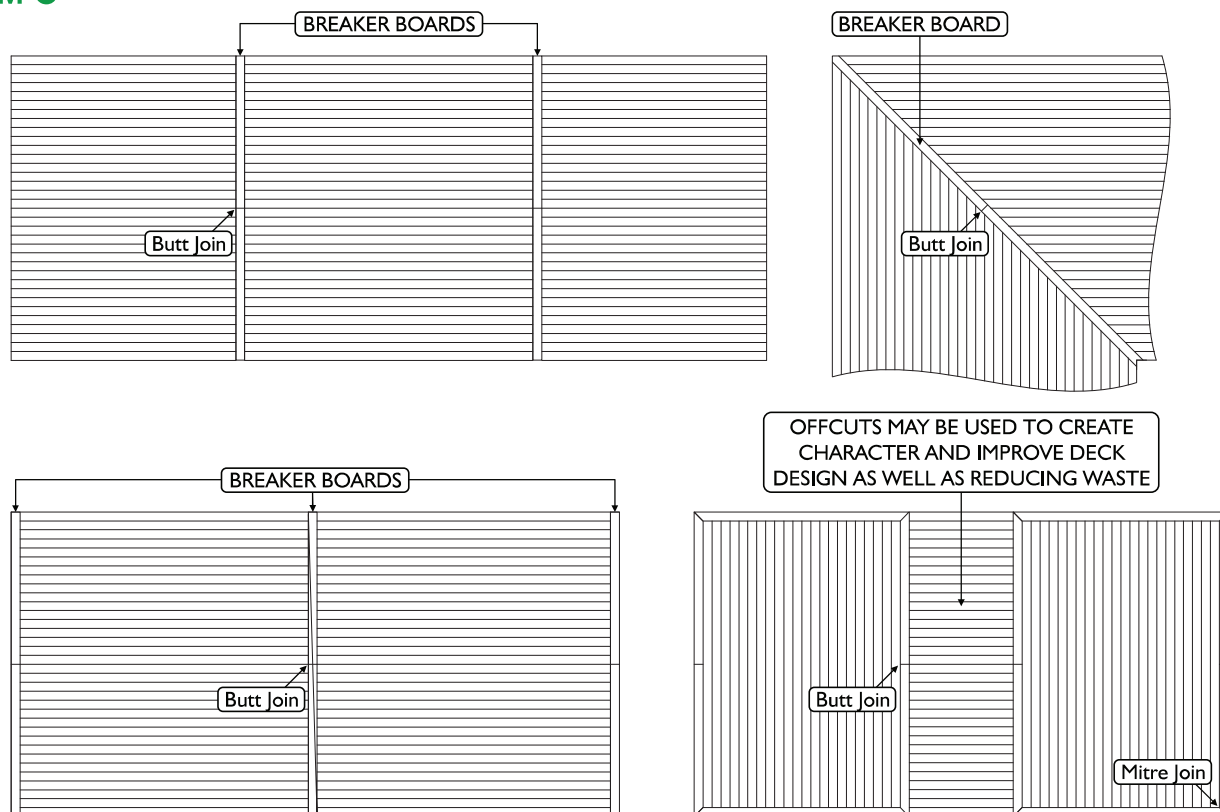 BREAKER BOARDS
BREAKER BOARD
Butt Join
Butt Join
OFFCUTS MAY BE USED TO CREATE
CHARACTER AND IMPROVE DECK
DESIGN AS WELL AS REDUCING WASTE
BREAKER BOARDS
Butt Join
Butt Join
Mitre Join